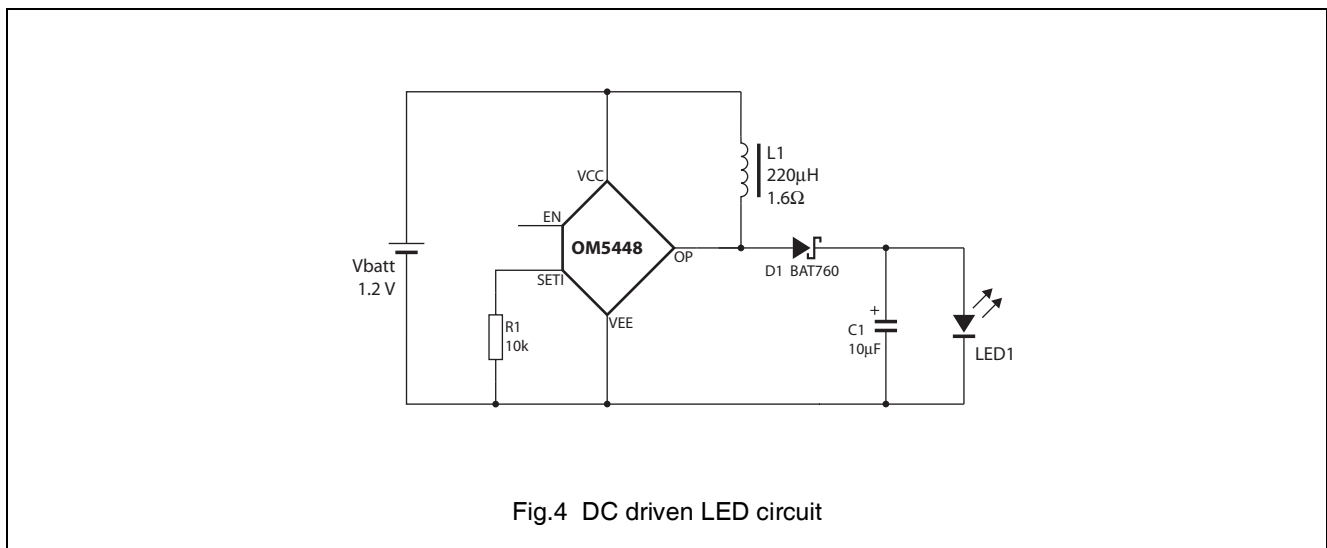 L1
220µH
1.6Ω
VCC
EN
OM5448
OP
SETI
VEE
Vbatt
1.2 V
R1
10k
D1 BAT760
+
C1
10µF
LED1
Fig.4 DC driven LED circuit